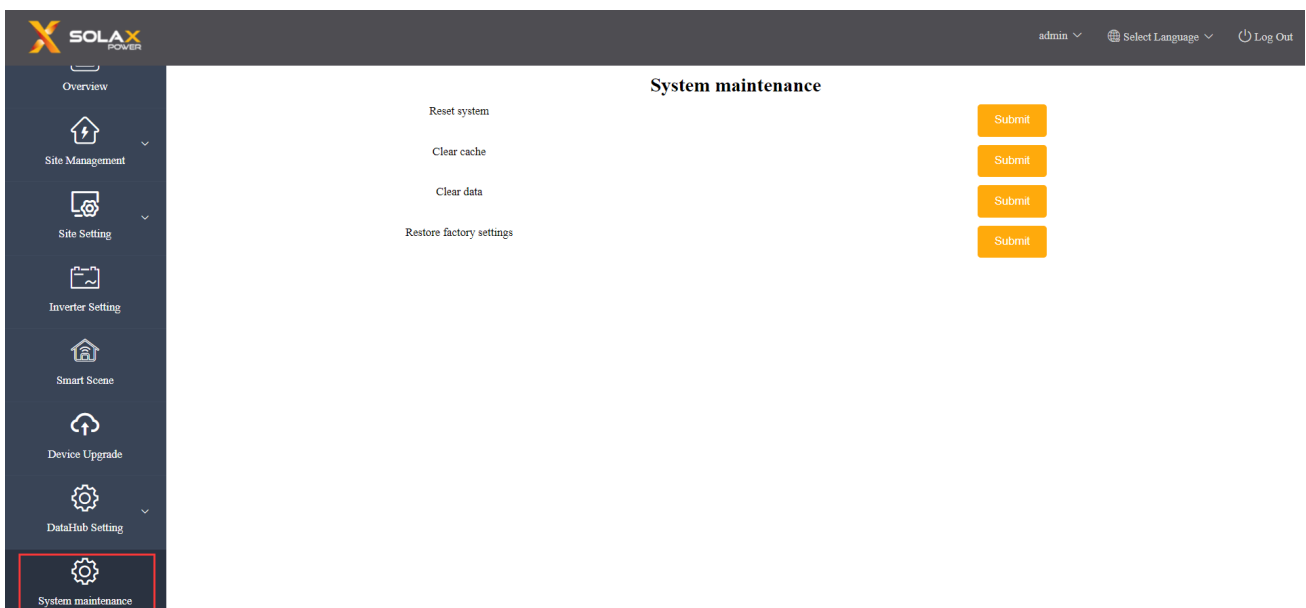 SOLAX
POWER
admin
Select Language
Log Out
Overview
Site Management
Site Setting
Inverter Setting
Smart Scene
Device Upgrade
DataHub Setting
System maintenance
System maintenance
Reset system
Submit
Clear cache
Submit
Clear data
Submit
Restore factory settings
Submit